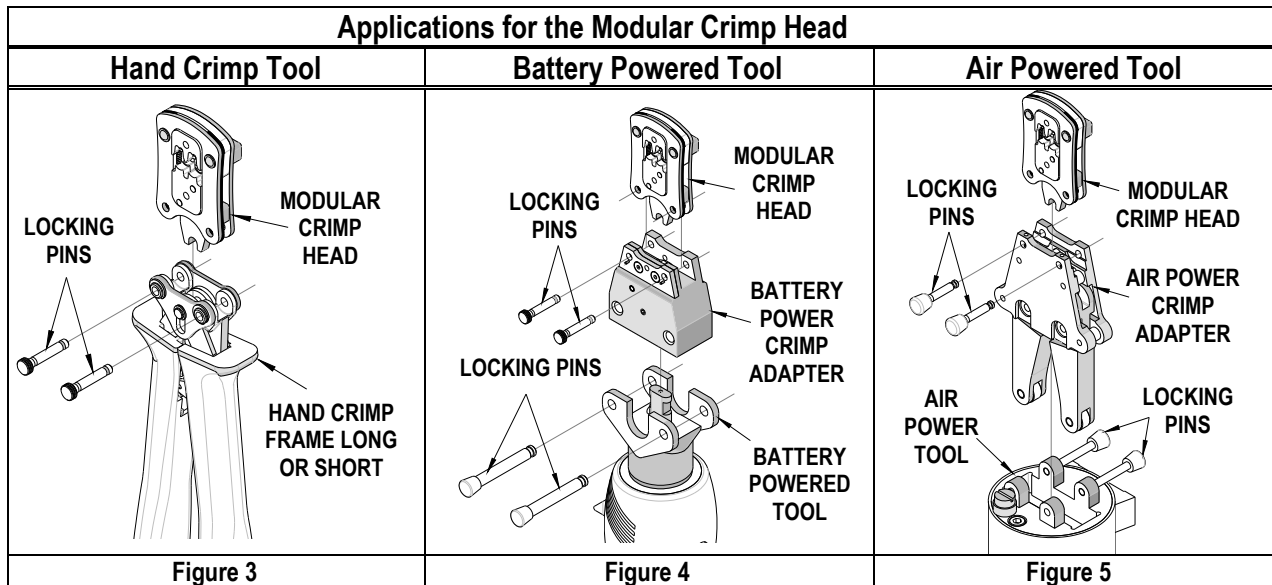 Applications for the Modular Crimp Head
Hand Crimp Tool
Battery Powered Tool
Air Powered Tool
LOCKING
PINS
MODULAR
CRIMP
HEAD
HAND CRIMP
FRAME LONG
OR SHORT
MODULAR
CRIMP
HEAD
LOCKING
PINS
BATTERY
POWER
CRIMP
ADAPTER
LOCKING PINS
BATTERY
POWERED
TOOL
LOCKING
PINS
MODULAR
CRIMP HEAD
AIR POWER
CRIMP
ADAPTER
AIR
POWER
TOOL
LOCKING
PINS
Figure 3
Figure 4
Figure 5